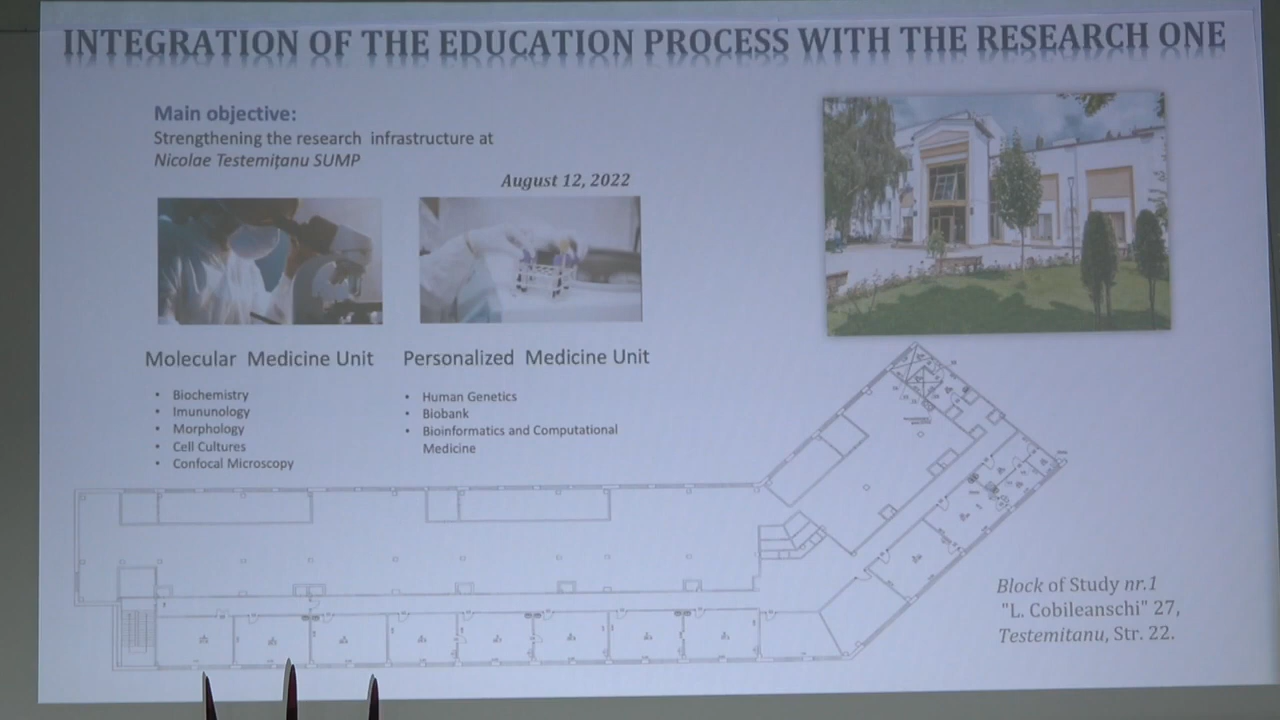 INTEGRATION OF THE EDUCATION PROCESS WITH THE RESEARCH ONE
Main objective:
Strengthening the research infrastructure at
Nicolae Testemițanu SUMP
August 12, 2022
Molecular Medicine Unit
• Biochemistry
• Imununology
• Morphology
• Cell Cultures
• Confocal Microscopy
Personalized Medicine Unit
• Human Genetics
• Biobank
• Bioinformatics and Computational
Medicine
Block of Study nr.1
"L. Cobileanschi" 27,
Testemitanu, Str. 22.